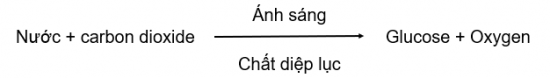 Ánh sáng
Nước + carbon dioxide Glucose + Oxygen
Chất diệp lục